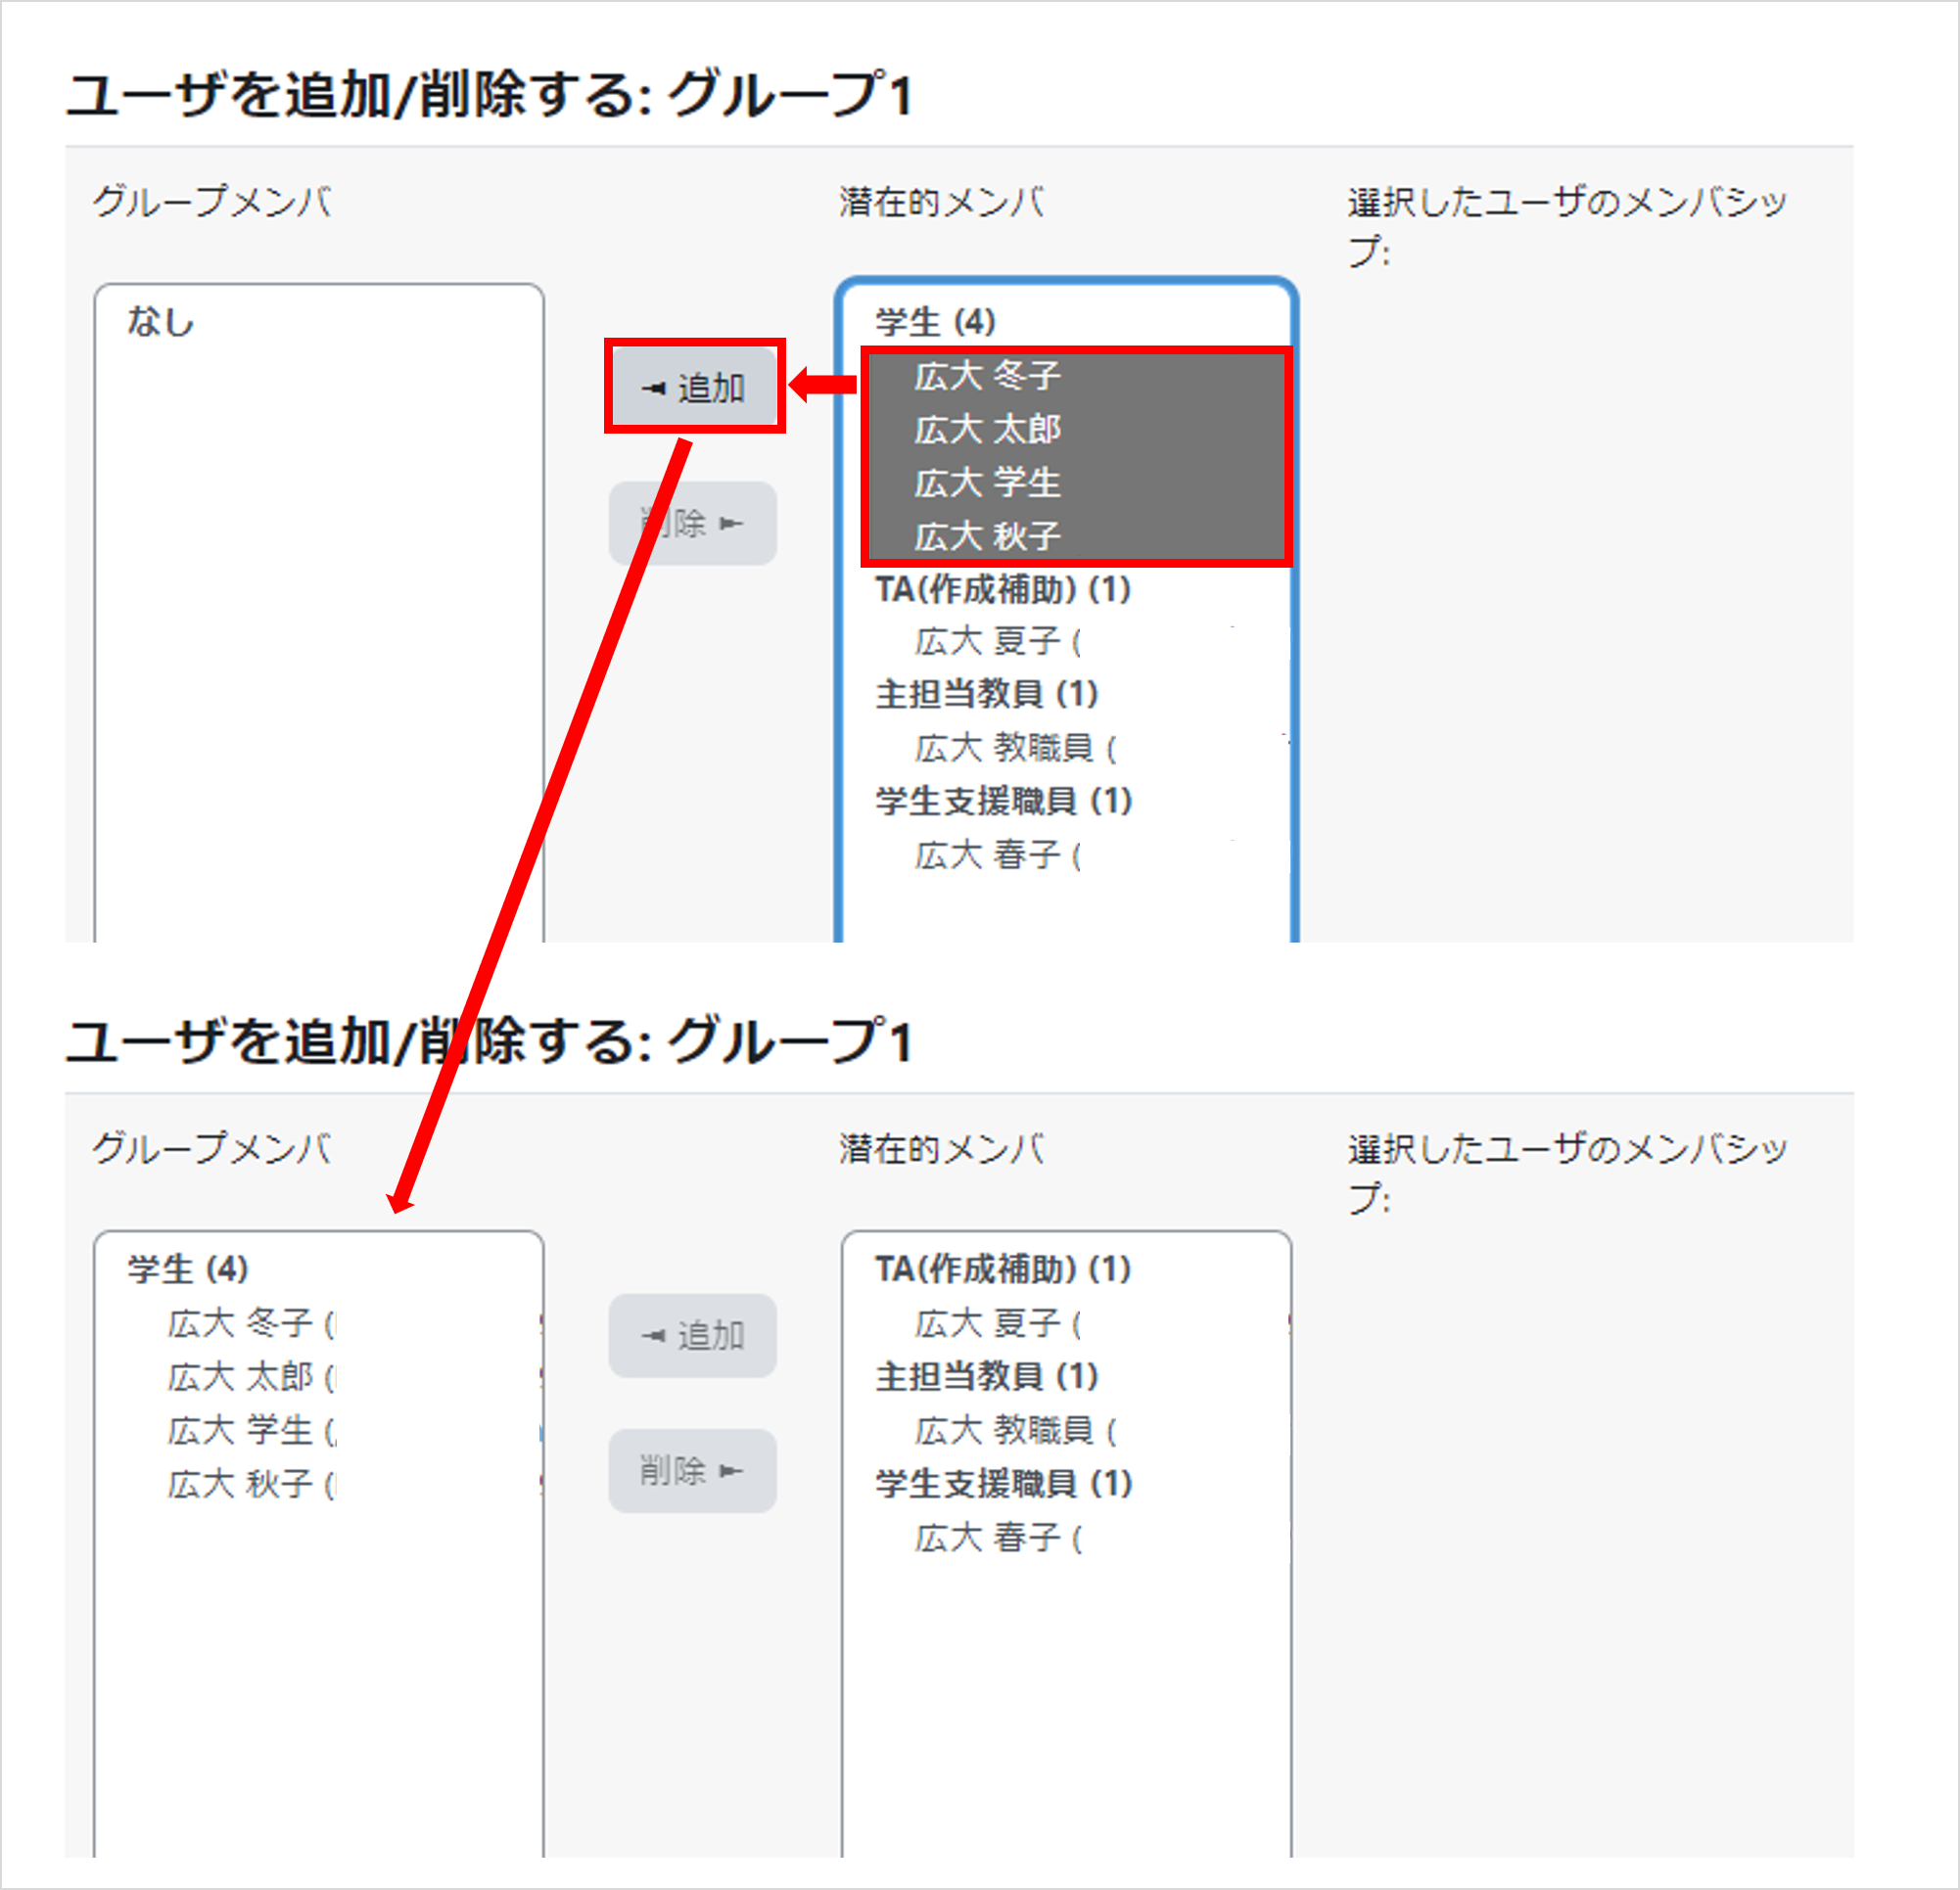 ユーザを追加/削除する: グループ1
グループメンバ
潜在的メンバ
選択したユーザのメンバシッ
プ:
なし
追加
削除
学生 (4)
広大 冬子
広大 太郎
広大 学生
広大 秋子
TA(作成補助) (1)
広大 夏子 (
主担当教員 (1)
広大 教職員 (
学生支援職員 (1)
広大 春子 (
ユーザを追加/削除する: グループ1
グループメンバ
潜在的メンバ
選択したユーザのメンバシッ
プ:
学生 (4)
広大 冬子 (
広大 太郎 (
広大 学生 (
広大 秋子 (
追加
削除
TA(作成補助) (1)
広大 夏子 (
主担当教員 (1)
広大 教職員 (
学生支援職員 (1)
広大 春子 (